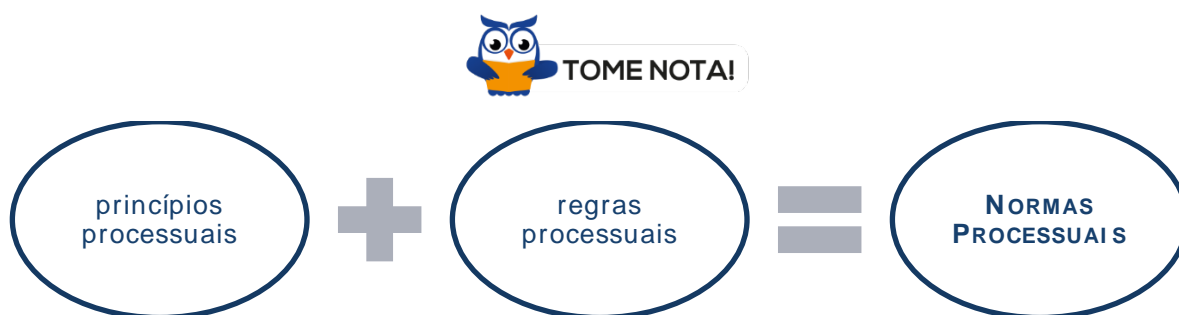 TOME NOTA!
princípios
processuais
regras
processuais
NORMAS
PROCESSUAIS